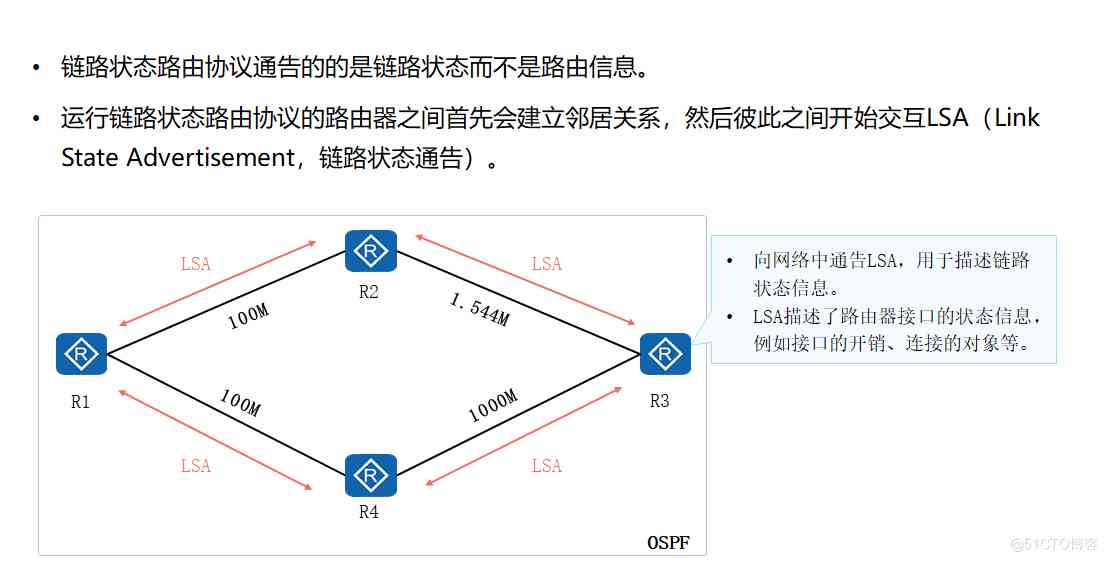 • 链路状态路由协议通告的的是链路状态而不是路由信息。
• 运行链路状态路由协议的路由器之间首先会建立邻居关系，然后彼此之间开始交互LSA（Link
State Advertisement，链路状态通告）。
LSA
LSA
R
R2
100M
1.544M
• 向网络中通告LSA，用于描述链路
状态信息。
• LSA描述了路由器接口的状态信息，
例如接口的开销、连接的对象等。
R
R1
R
R3
100M
1000M
LSA
LSA
R
R4
OSPF
@51CTO博客